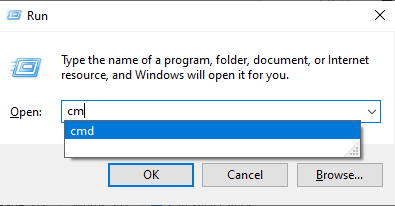 Run
Type the name of a program, folder, document, or Internet
resource, and Windows will open it for you.
Open: cm
cmd
OK Cancel Browse...